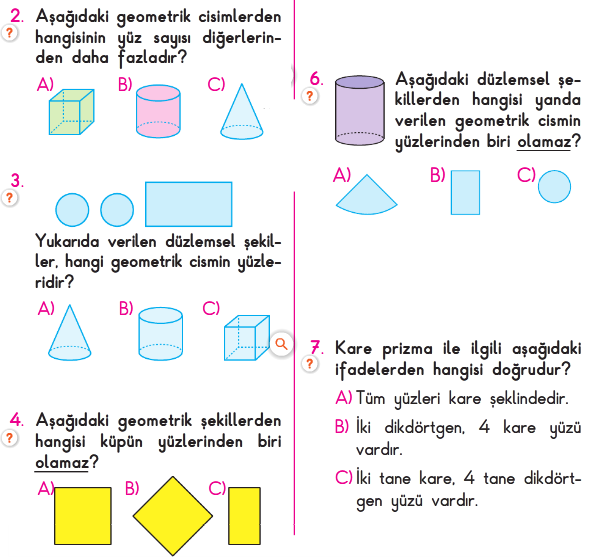 2. Aşağıdaki geometrik cisimlerden
hangisinin yüz sayısı diğerlerin-
den daha fazladır?
?
A)
B)
C)
3.
?
Yukarıda verilen düzlemsel şekil-
ler, hangi geometrik cismin yüzle-
ridir?
A)
B)
C)
4. Aşağıdaki geometrik şekillerden
hangisi küpün yüzlerinden biri
olamaz?
?
A)
B)
C)
6. Aşağıdaki düzlemsel şe-
killerden hangisi yanda
verilen geometrik cismin
yüzlerinden biri olamaz?
?
A)
B)
C)
7. Kare prizma ile ilgili aşağıdaki
ifadelerden hangisi doğrudur?
?
A) Tüm yüzleri kare şeklindedir.
B) İki dikdörtgen, 4 kare yüzü
vardır.
C) İki tane kare, 4 tane dikdört-
gen yüzü vardır.